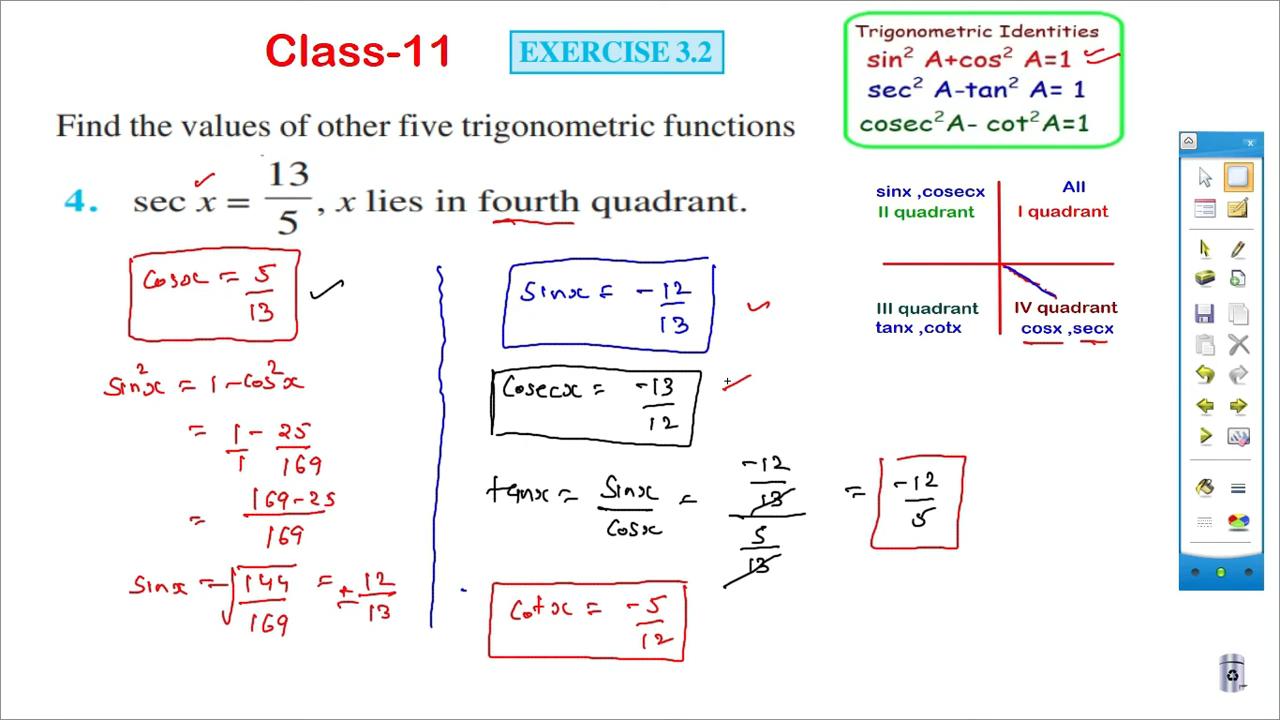 Class-11
EXERCISE 3.2
Trigonometric Identities
sin² A+cos² A=1
sec² A-tan² A= 1
cosec²A- cot²A=1
Find the values of other five trigonometric functions
4. sec x = 13/5, x lies in fourth quadrant.
sinx ,cosecx
II quadrant
All
I quadrant
III quadrant
tanx ,cotx
IV quadrant
cosx ,secx
Cosx = 5/13
Sin²x = 1 - Cos²x
= 1/1 - 25/169
= 169-25/169
Sinx = √144/169 = ± 12/13
Sinx = -12/13
Cosecx = -13/12
tanx = Sinx/Cosx = -12/13 / 5/13 = -12/5
Cotx = -5/12